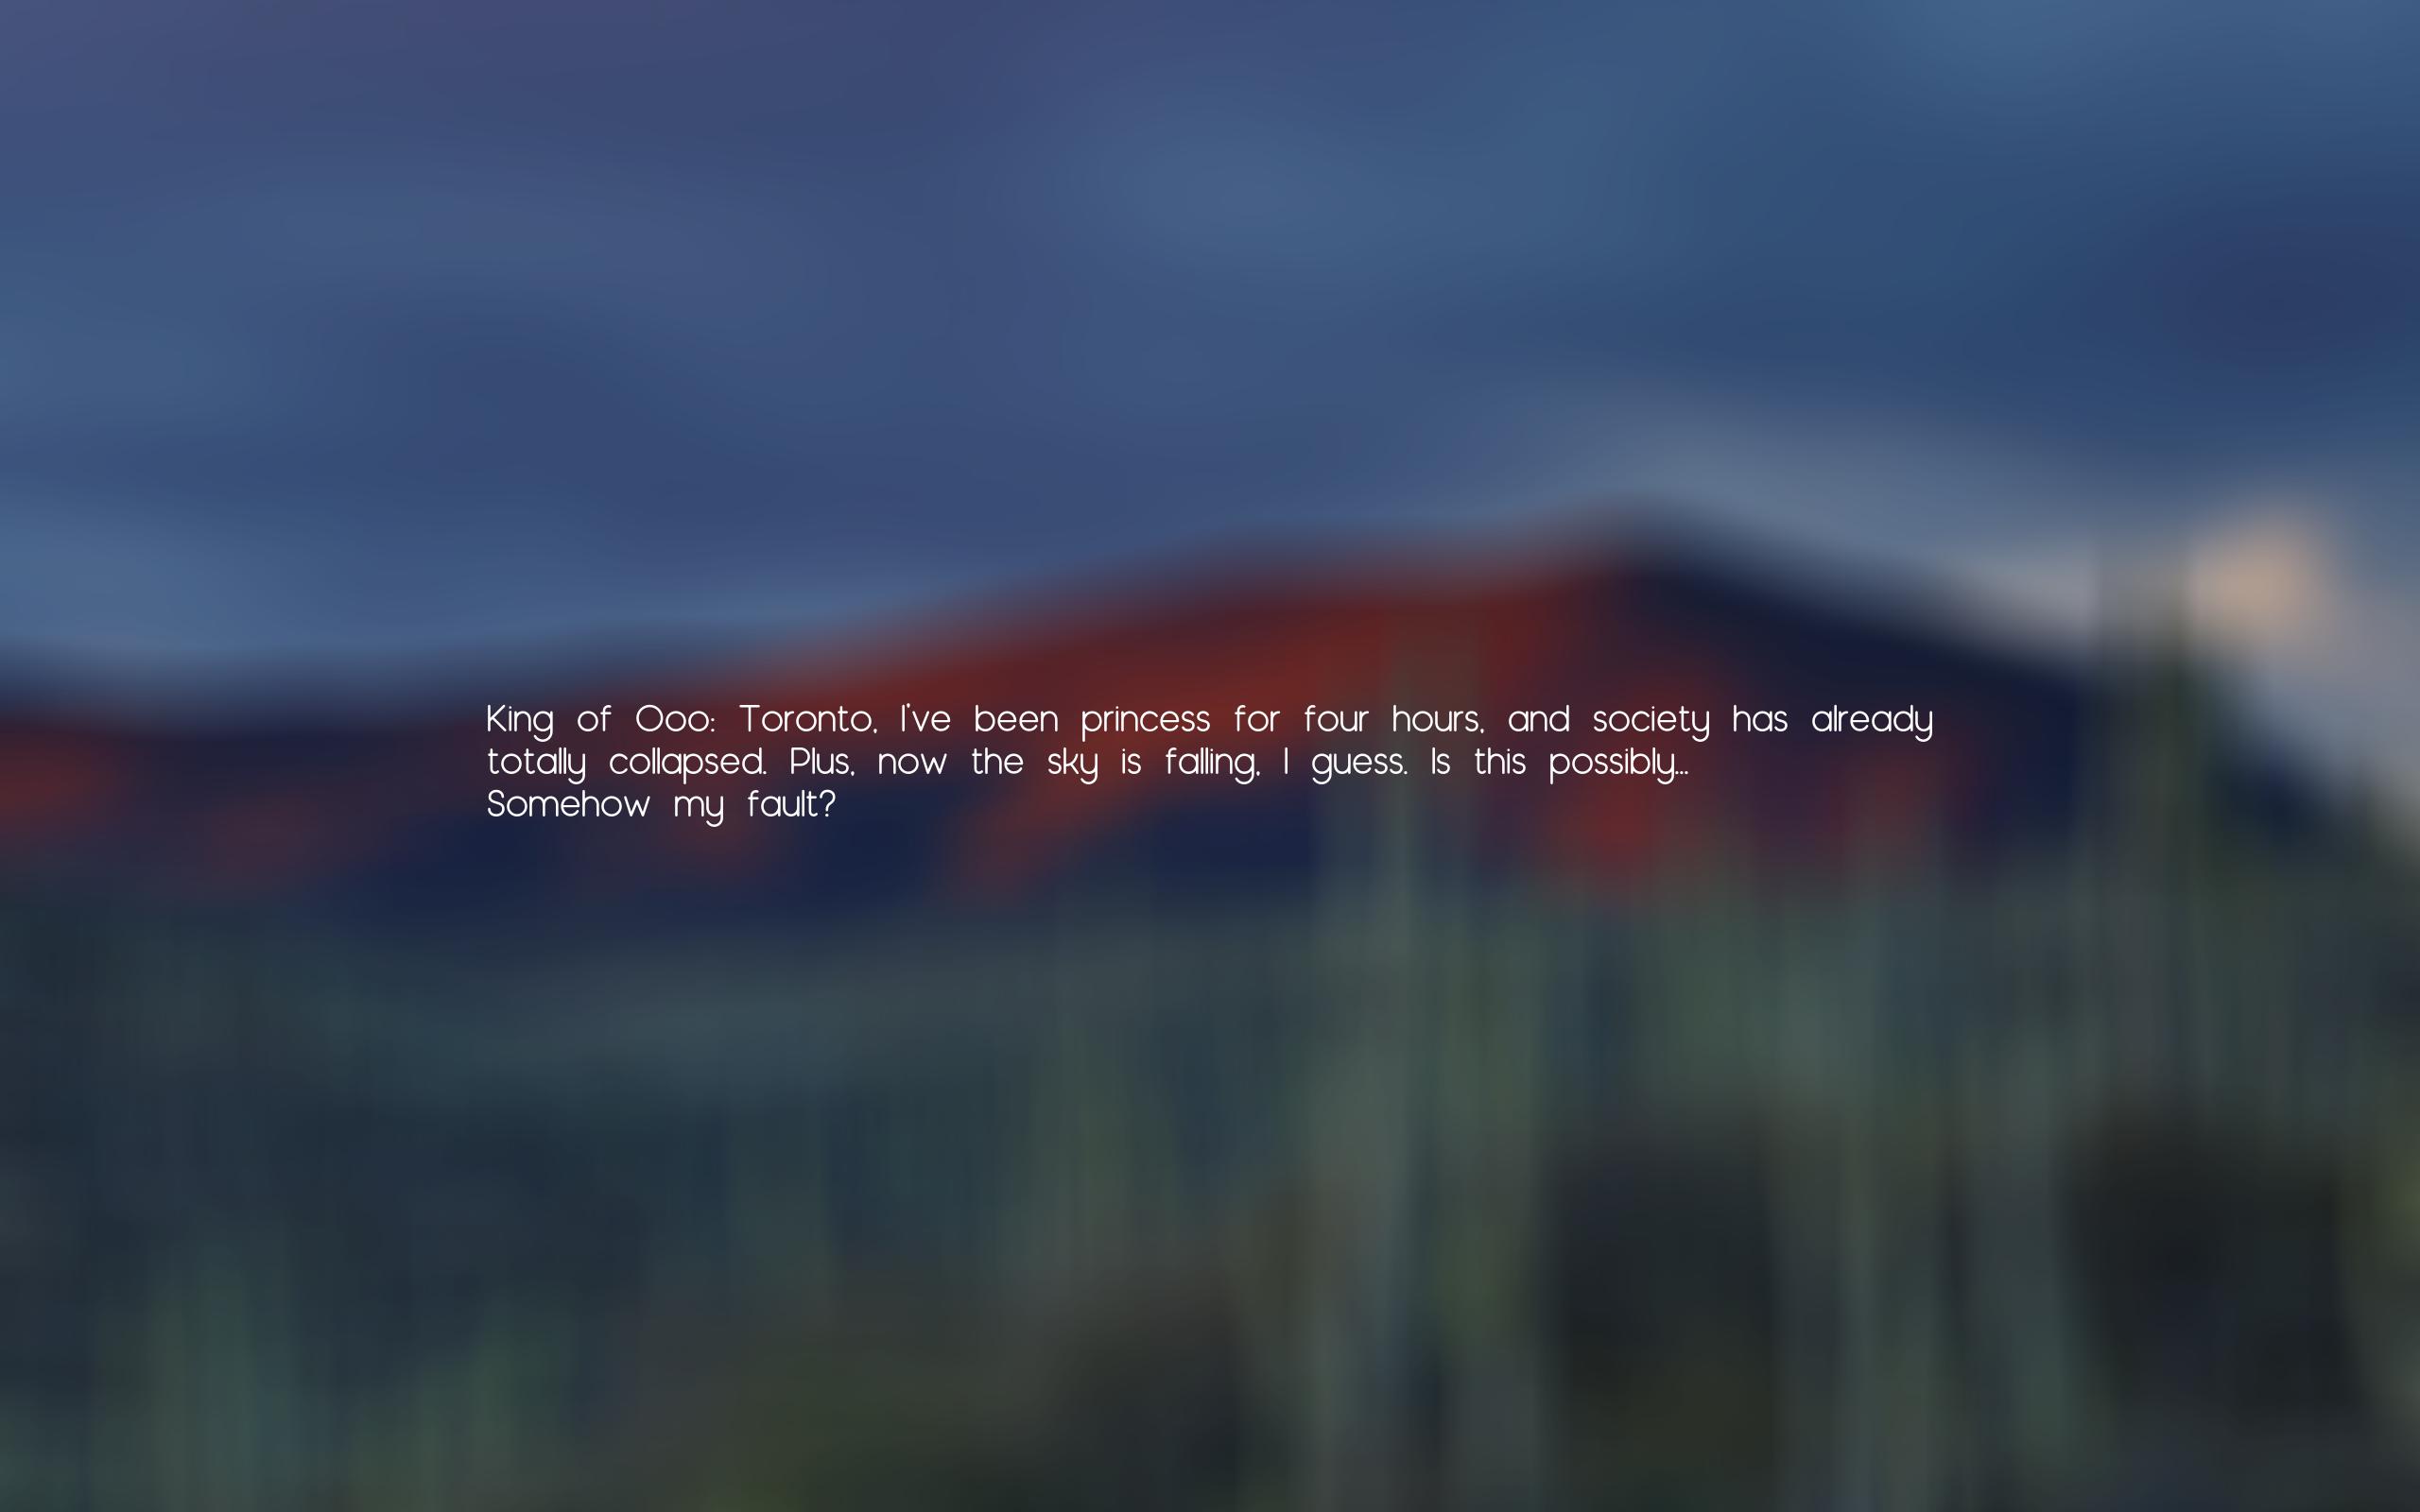 King of Ooo: Toronto, I've been princess for four hours, and society has already
totally collapsed. Plus, now the sky is falling, I guess. Is this possibly...
Somehow my fault?